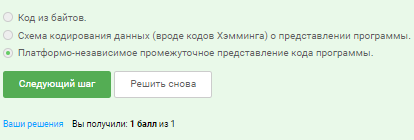 Код из байтов.
Схема кодирования данных (вроде кодов Хэмминга) о представлении программы.
Платформо-независимое промежуточное представление кода программы.
Следующий шаг Решить снова
Ваши решения Вы получили: 1 балл из 1